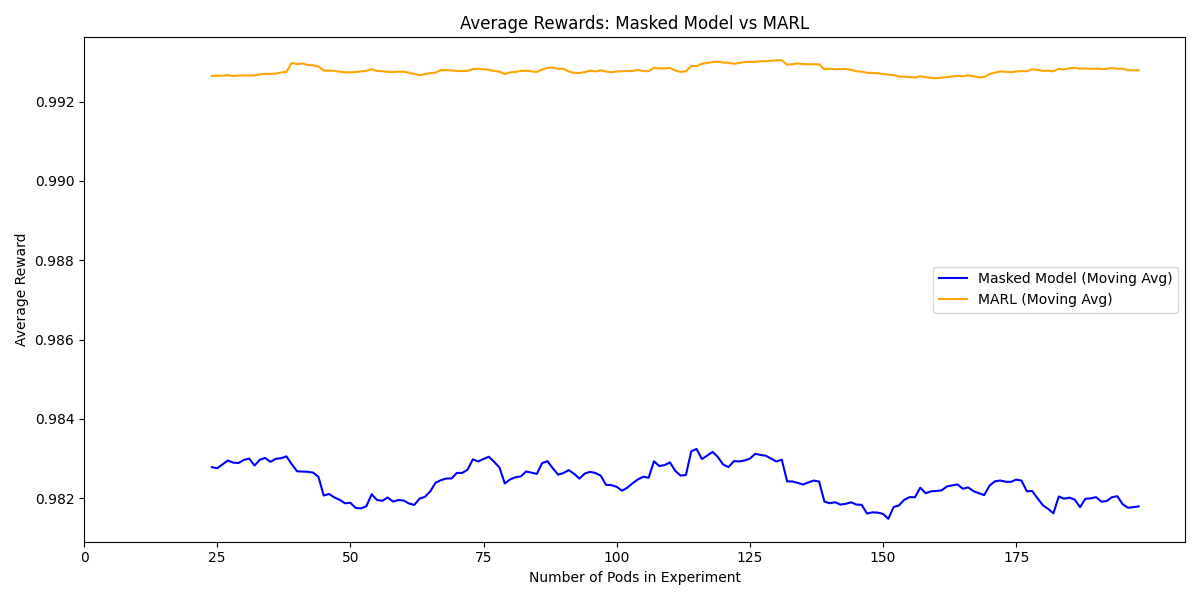 Average Rewards: Masked Model vs MARL
Average Reward
0.992
0.990
0.988
0.986
0.984
0.982
Masked Model (Moving Avg)
MARL (Moving Avg)
0 25 50 75 100 125 150 175
Number of Pods in Experiment